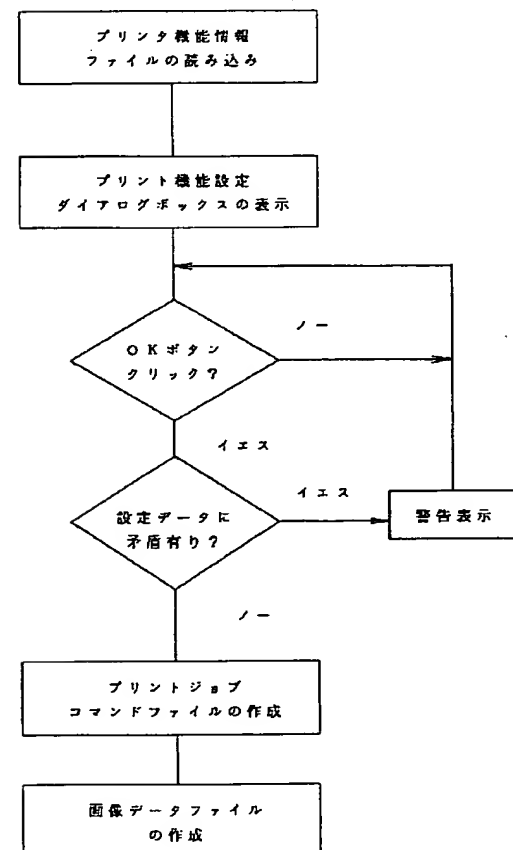 プリンタ機能情報
ファイルの読み込み
プリント機能設定
ダイアログボックスの表示
ノー
OKボタン
クリック?
イエス
イエス
設定データに
矛盾有り?
警告表示
ノー
プリントジョブ
コマンドファイルの作成
画像データファイル
の作成